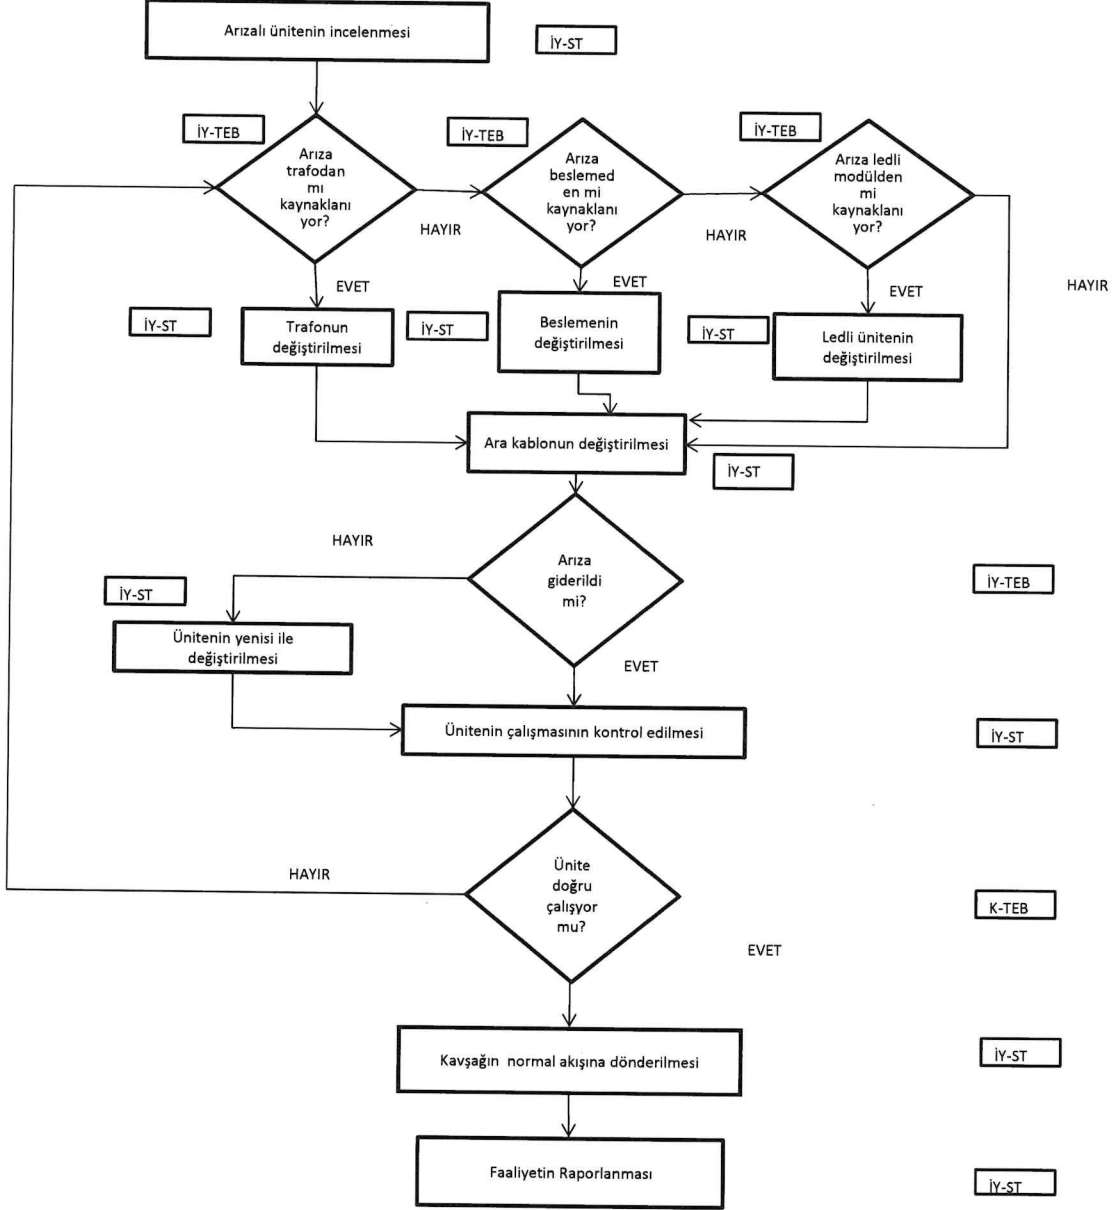 Arızalı ünitenin incelenmesi
İY-ST
İY-TEB
İY-TEB
İY-TEB
Arıza
trafodan
mı
kaynaklanı
yor?
HAYIR
Arıza
beslemed
en mi
kaynaklanı
yor?
HAYIR
Arıza ledli
modülden
mi
kaynaklanı
yor?
HAYIR
EVET
EVET
EVET
İY-ST
Trafonun
değiştirilmesi
İY-ST
Beslemenin
değiştirilmesi
İY-ST
Ledli ünitenin
değiştirilmesi
Ara kablonun değiştirilmesi
İY-ST
HAYIR
Arıza
giderildi
mi?
İY-TEB
İY-ST
Ünitenin yenisi ile
değiştirilmesi
EVET
Ünitenin çalışmasının kontrol edilmesi
İY-ST
HAYIR
Ünite
doğru
çalışyor
mu?
K-TEB
EVET
Kavşağın normal akışına dönderilmesi
İY-ST
Faaliyetin Raporlanması
İY-ST